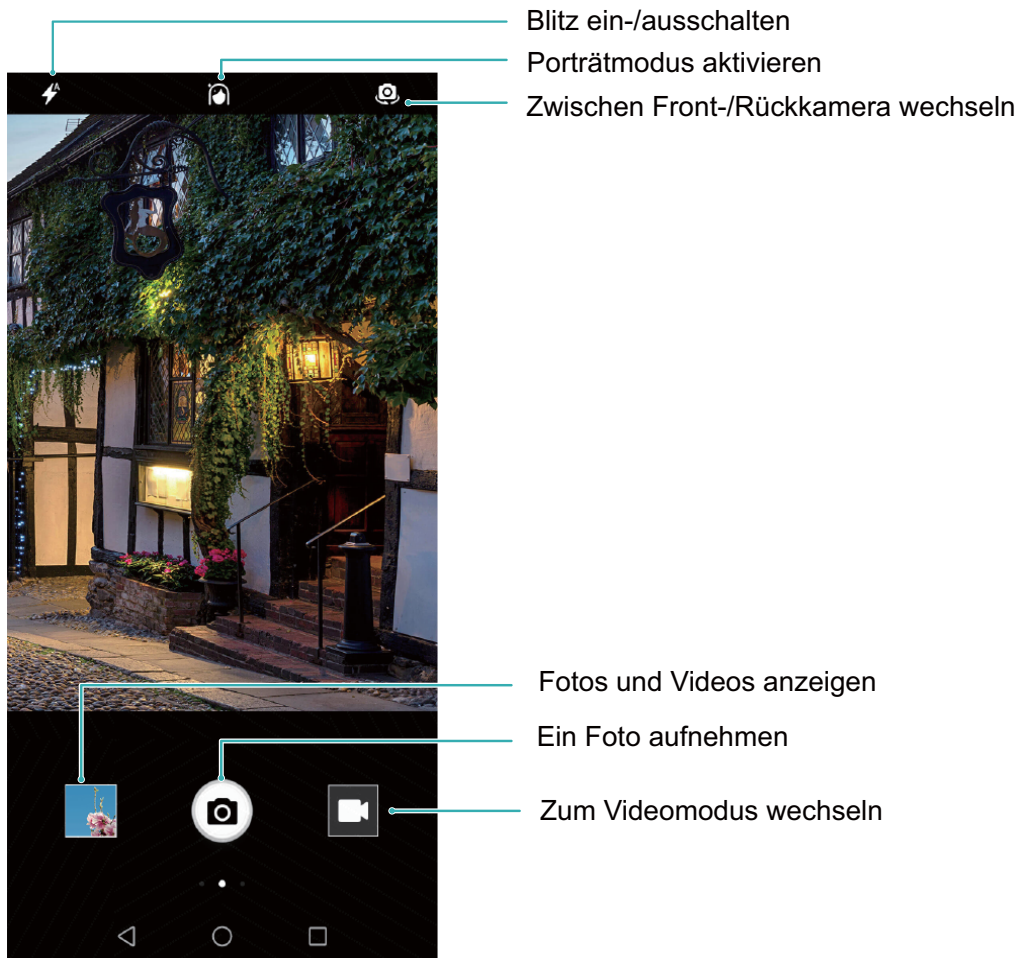 Blitz ein-/ausschalten
Porträtmodus aktivieren
Zwischen Front-/Rückkamera wechseln
Fotos und Videos anzeigen
Ein Foto aufnehmen
Zum Videomodus wechseln